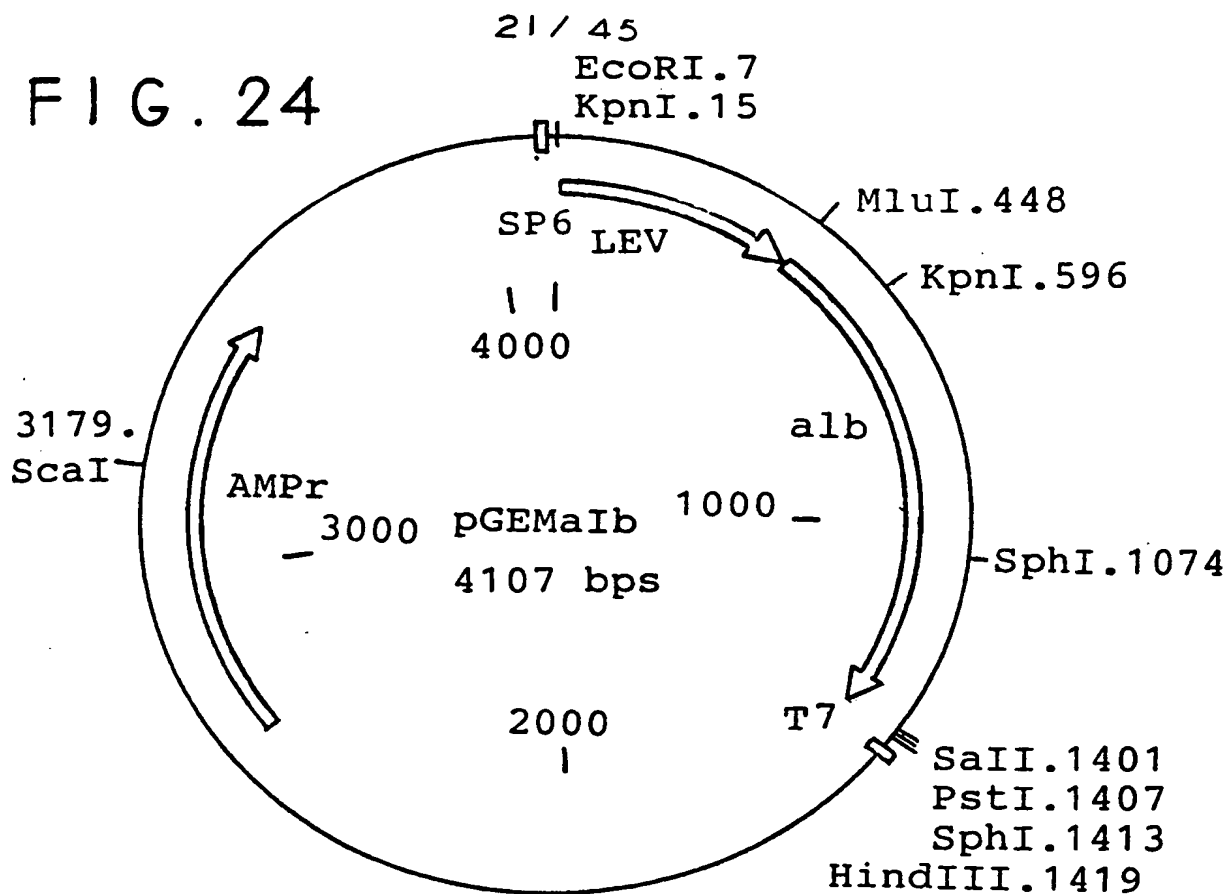 21/45
FIG. 24
EcoRI.7
KpnI.15
MluI.448
KpnI.596
SP6
LEV
4000
alb
3179.
ScaI
AMPr
3000
pGEMaIb
4107 bps
1000
SphI.1074
T7
2000
SaII.1401
PstI.1407
SphI.1413
HindIII.1419